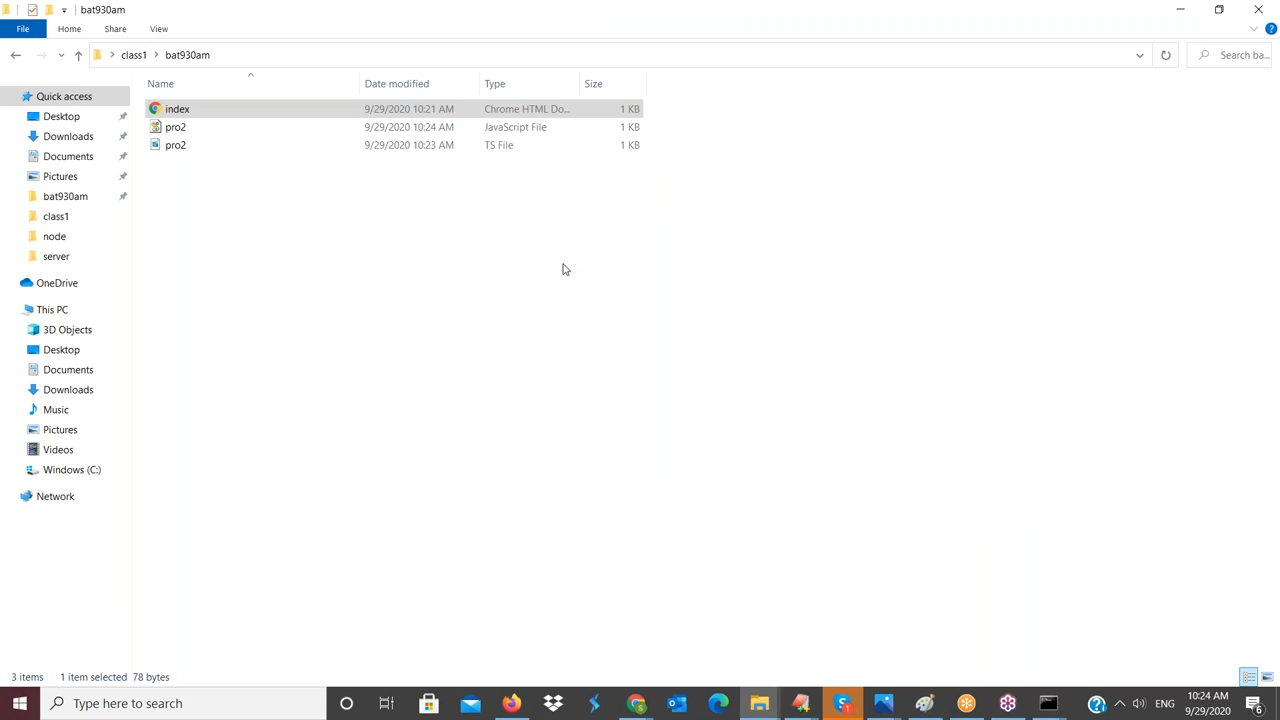 bat930am
File Home Share View
class1 bat930am Search ba...
Name Date modified Type Size
Quick access
Desktop
Downloads
Documents
Pictures
bat930am
class1
node
server
OneDrive
This PC
3D Objects
Desktop
Documents
Downloads
Music
Pictures
Videos
Windows (C:)
Network
index 9/29/2020 10:21 AM Chrome HTML Do... 1 KB
pro2 9/29/2020 10:24 AM JavaScript File 1 KB
pro2 9/29/2020 10:23 AM TS File 1 KB
3 items 1 item selected 78 bytes
Type here to search
ENG
10:24 AM
9/29/2020
6